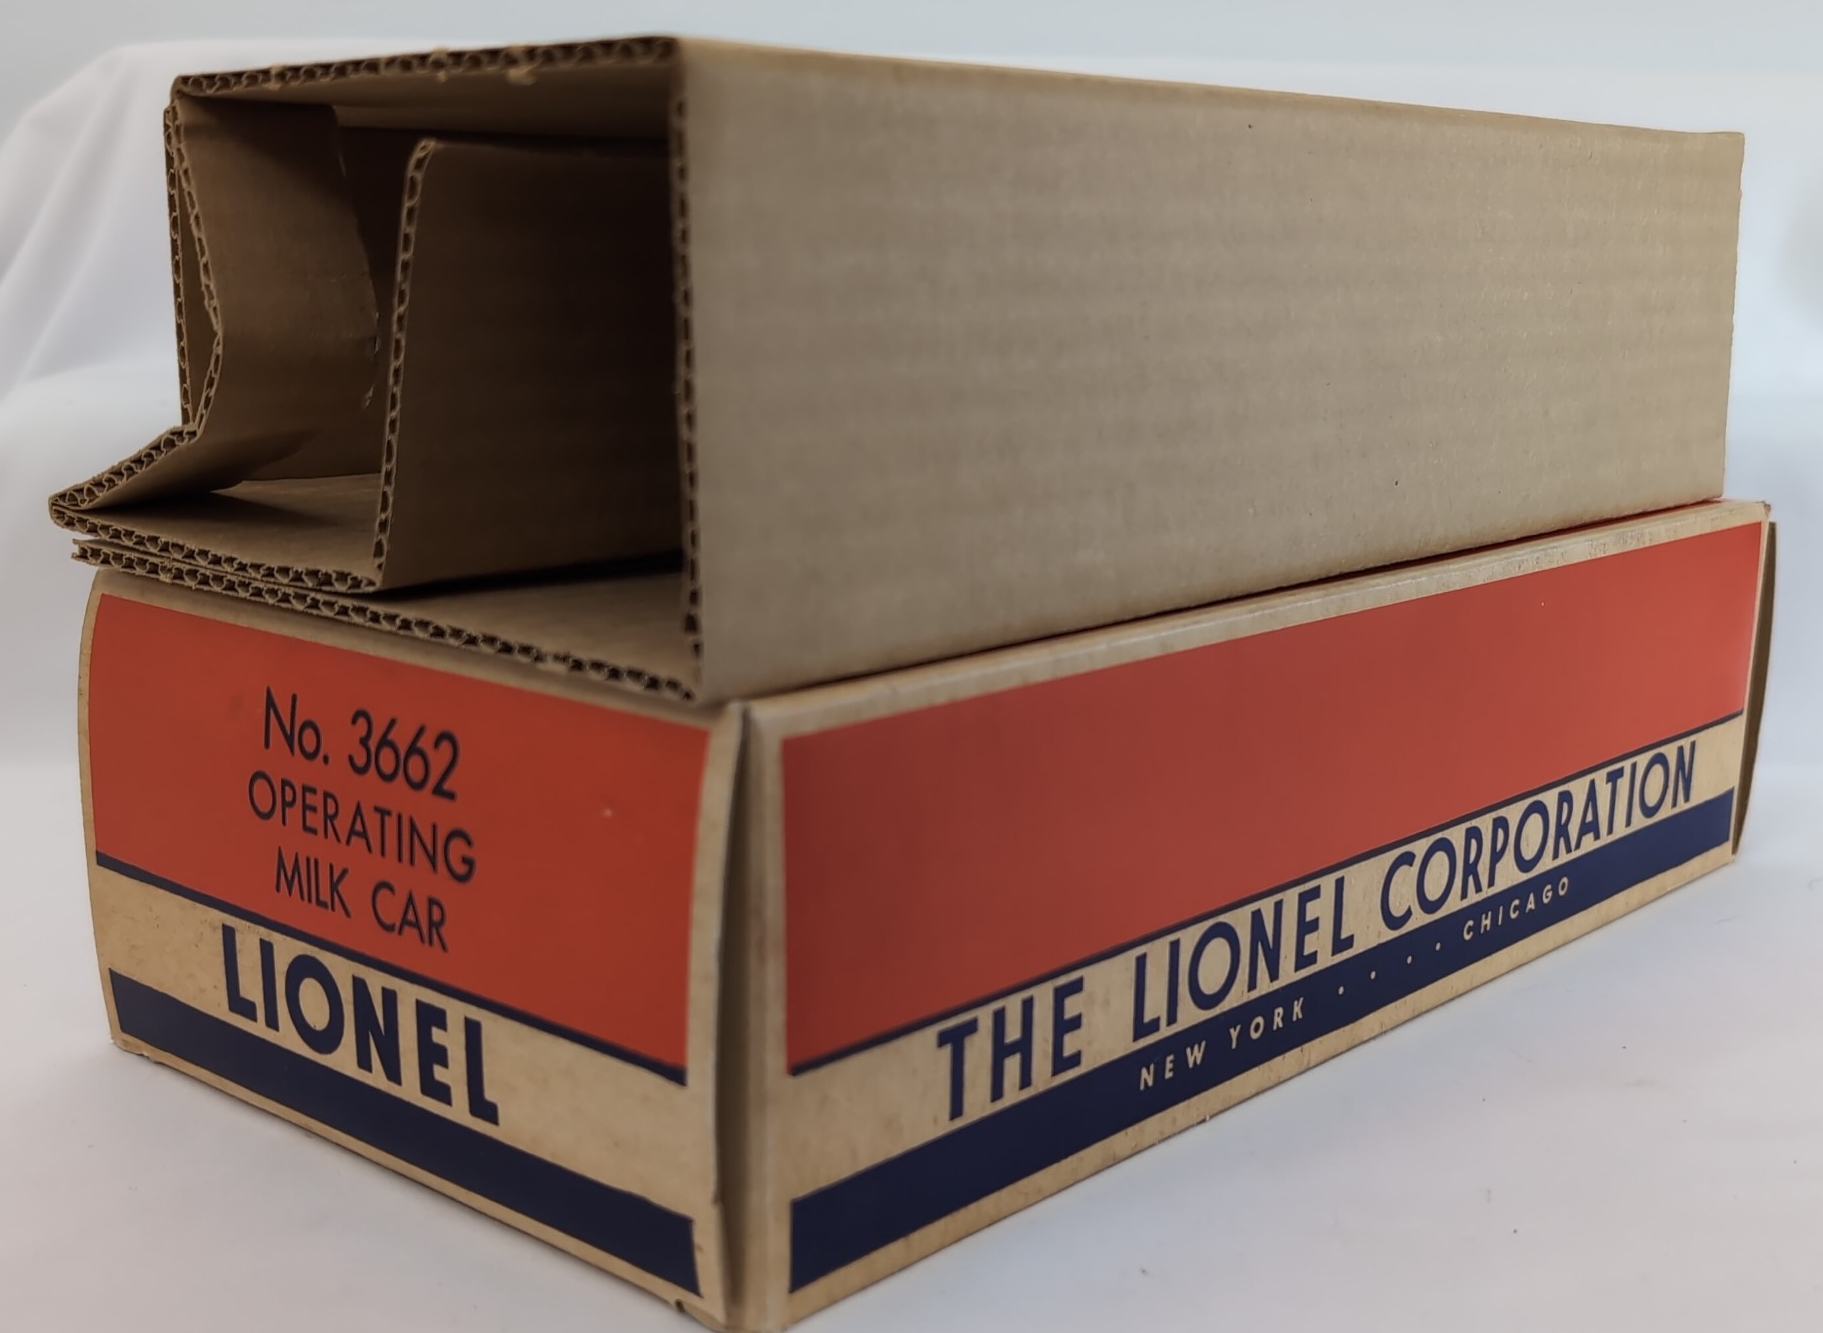 No. 3662
OPERATING
MILK CAR
LIONEL
THE LIONEL CORPORATION
NEW YORK . . . . CHICAGO